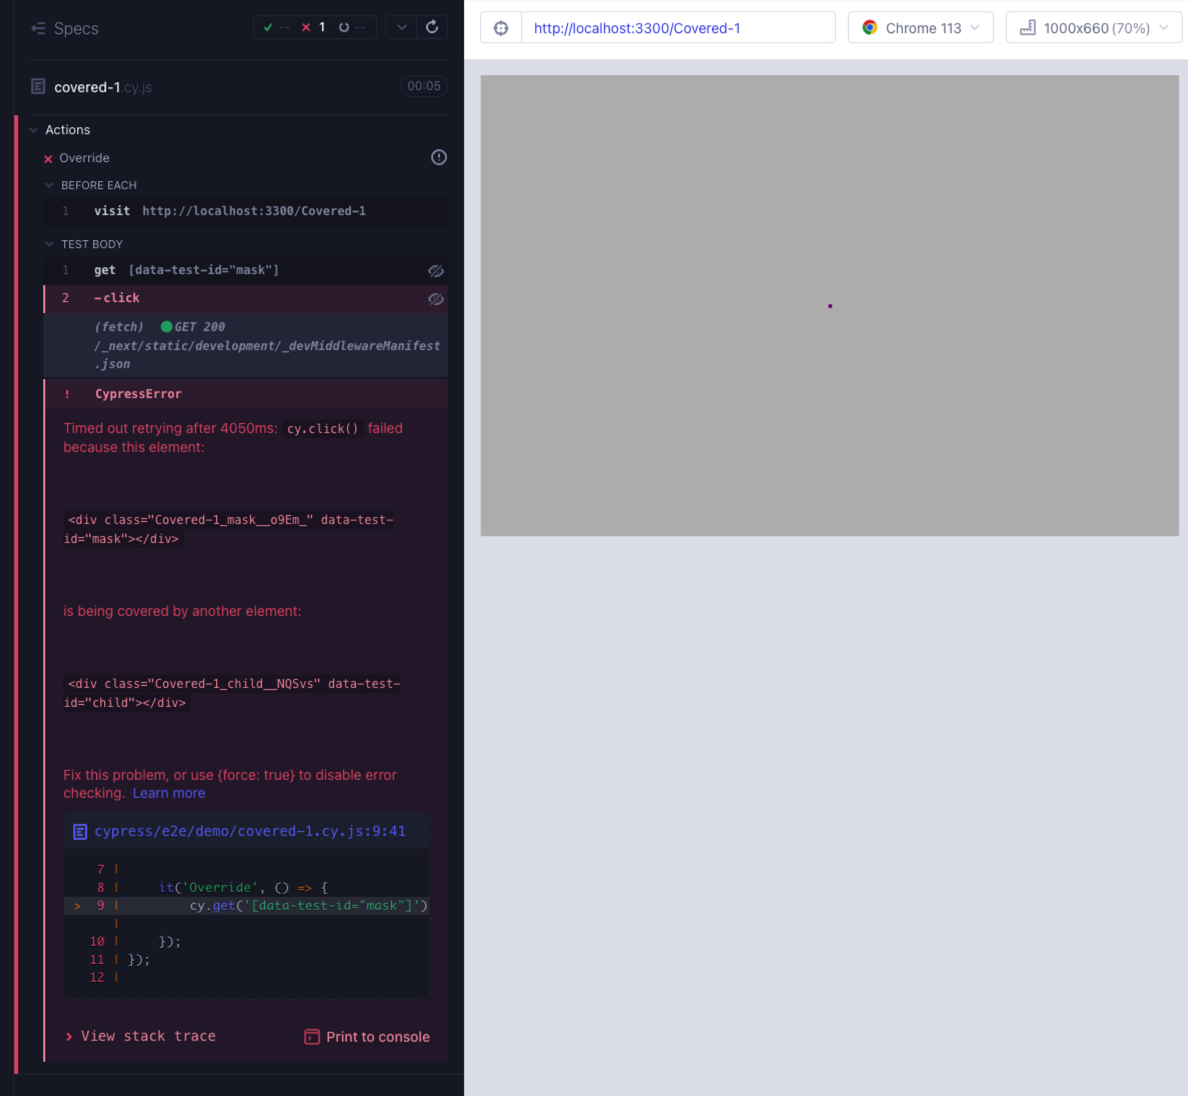 Specs
-- 1 --
http://localhost:3300/Covered-1
Chrome 113
1000x660 (70%)
covered-1.cy.js
00:05
Actions
Override
BEFORE EACH
1 visit http://localhost:3300/Covered-1
TEST BODY
1 get [data-test-id="mask"]
2 -click
(fetch) GET 200
/_next/static/development/_devMiddlewareManifest
.json
! CypressError
Timed out retrying after 4050ms: cy.click() failed
because this element:
<div class="Covered-1_mask__o9Em_" data-test-
id="mask"></div>
is being covered by another element:
<div class="Covered-1_child__NQSvs" data-test-
id="child"></div>
Fix this problem, or use {force: true} to disable error
checking. Learn more
cypress/e2e/demo/covered-1.cy.js:9:41
7 |
8 | it('Override', () => {
> 9 | cy.get('[data-test-id="mask"]')
|
10 | });
11 | });
12 |
View stack trace
Print to console